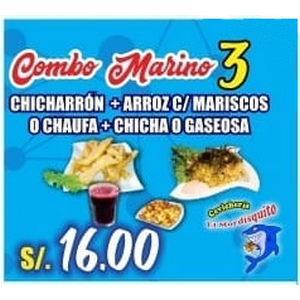 Combo Marino 3
CHICHARRÓN + ARROZ C/ MARISCOS
O CHAUFA + CHICHA O GASEOSA
Cevichería
El Mordisquito
S/. 16.00